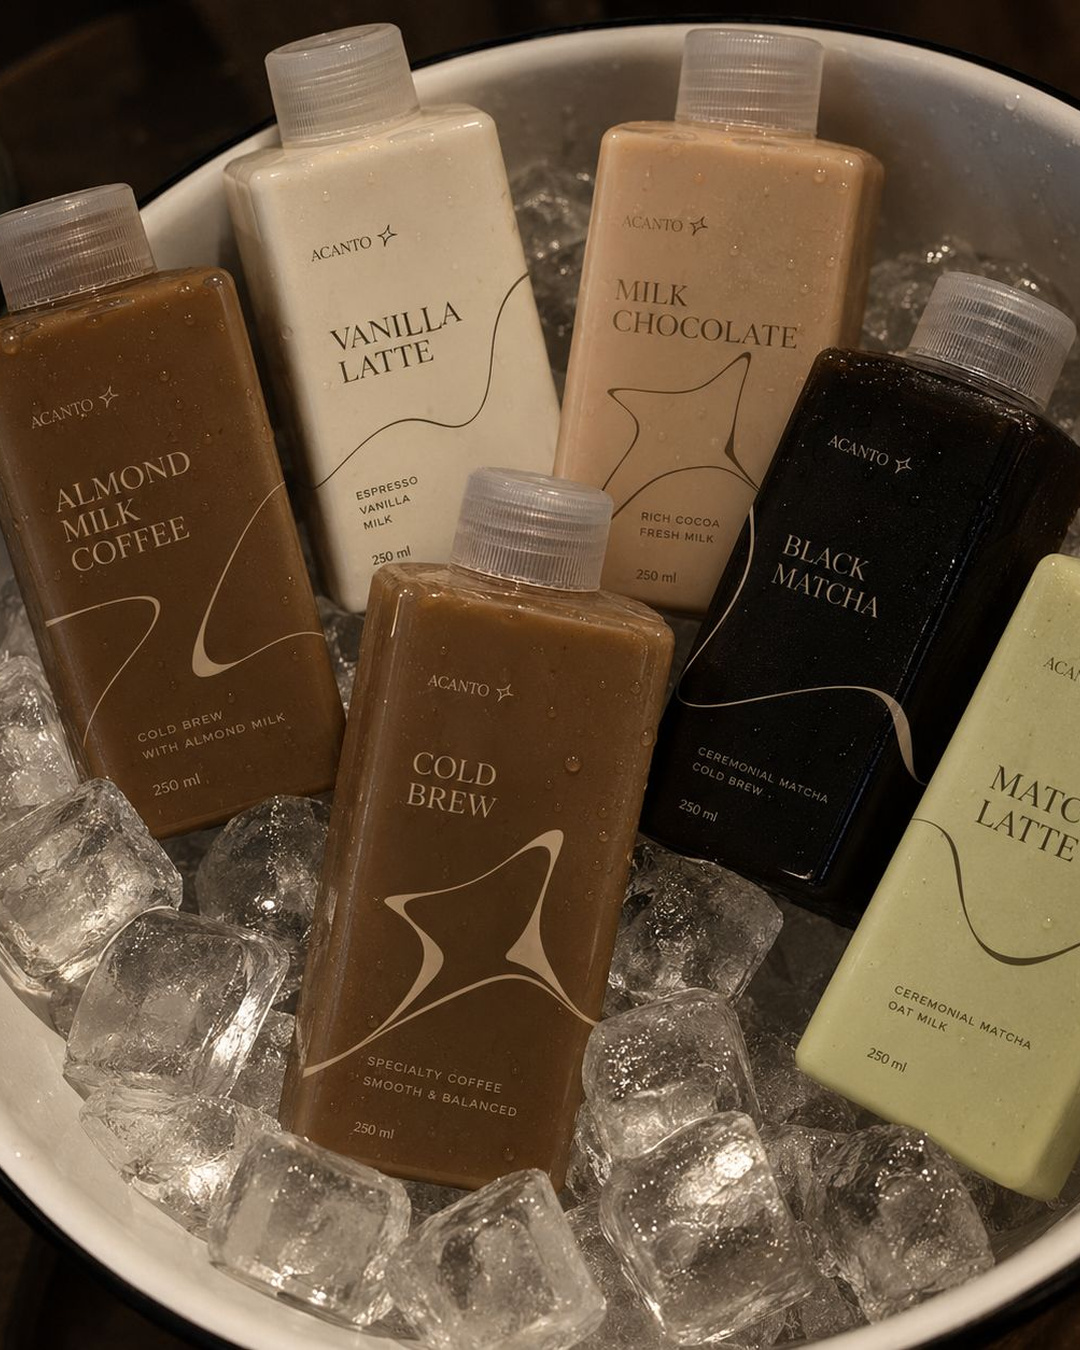 ACANTO
VANILLA
LATTE
ESPRESSO
VANILLA
MILK
250 ml
ACANTO
MILK
CHOCOLATE
RICH COCOA
FRESH MILK
250 ml
ACANTO
ALMOND
MILK
COFFEE
COLD BREW
WITH ALMOND MILK
250 ml
ACANTO
BLACK
MATCHA
CEREMONIAL MATCHA
COLD BREW
250 ml
ACANTO
COLD
BREW
SPECIALTY COFFEE
SMOOTH & BALANCED
250 ml
LATTE
CEREMONIAL MATCHA
OAT MILK
250 ml